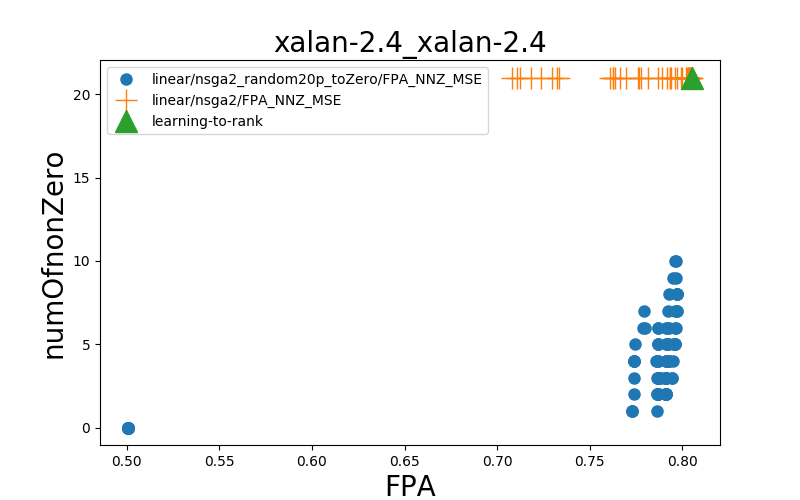 xalan-2.4_xalan-2.4
linear/nsga2_random20p_toZero/FPA_NNZ_MSE
linear/nsga2/FPA_NNZ_MSE
learning-to-rank
numOfnonZero
20
15
10
5
0
0.50 0.55 0.60 0.65 0.70 0.75 0.80
FPA